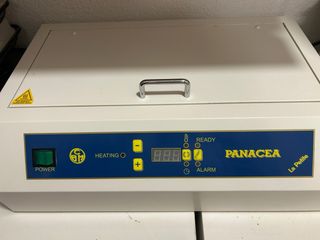 POWER
HEATING
READY
ALARM
PANACEA
La Petite